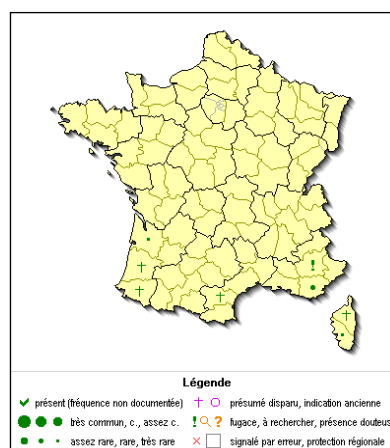 Légende
présent (fréquence non documentée) présumé disparu, indication ancienne
très commun, c., assez c. ! ? fugace, à rechercher, présence douteus
assez rare, rare, très rare signalé par erreur, protection régionale